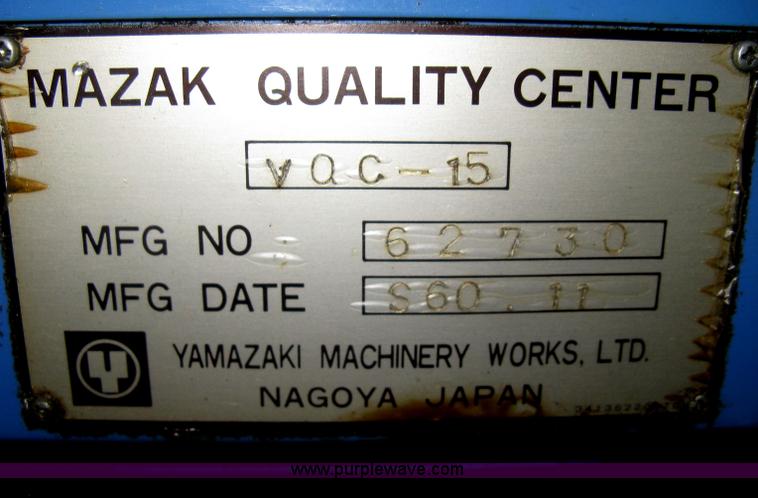 MAZAK QUALITY CENTER
VQC-15
MFG NO 62730
MFG DATE S60.11
YAMAZAKI MACHINERY WORKS, LTD.
NAGOYA JAPAN
www.purplewave.com